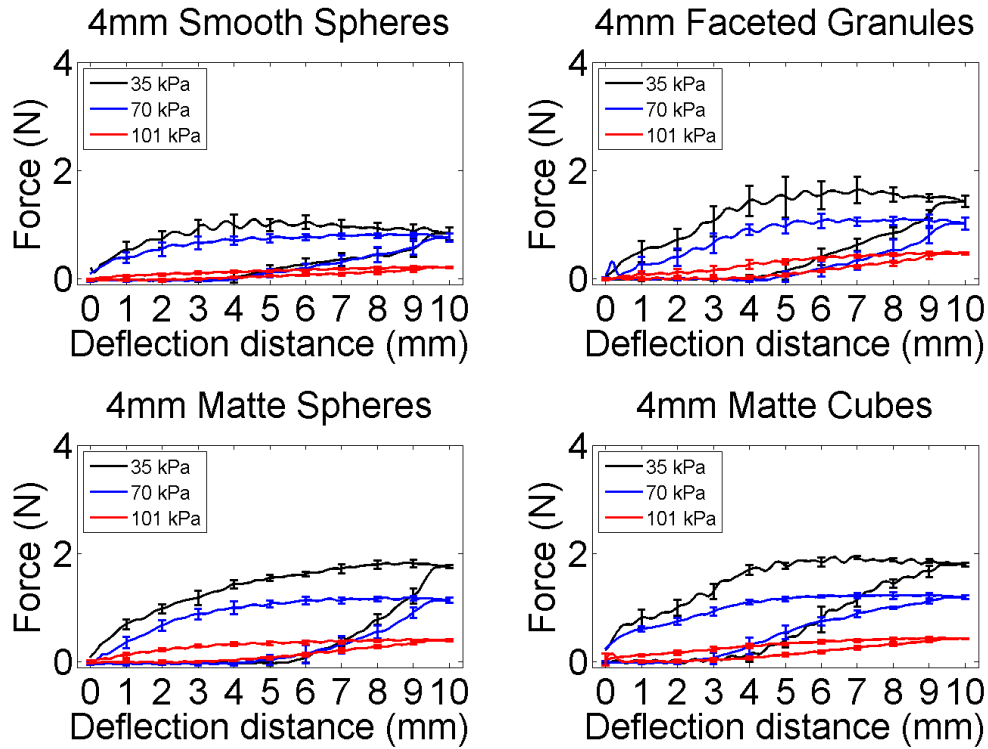 4mm Smooth Spheres
4
2
0
Force (N)
35 kPa
70 kPa
101 kPa
0 1 2 3 4 5 6 7 8 9 10
Deflection distance (mm)
4mm Faceted Granules
4
2
0
Force (N)
35 kPa
70 kPa
101 kPa
0 1 2 3 4 5 6 7 8 9 10
Deflection distance (mm)
4mm Matte Spheres
4
2
0
Force (N)
35 kPa
70 kPa
101 kPa
0 1 2 3 4 5 6 7 8 9 10
Deflection distance (mm)
4mm Matte Cubes
4
2
0
Force (N)
35 kPa
70 kPa
101 kPa
0 1 2 3 4 5 6 7 8 9 10
Deflection distance (mm)